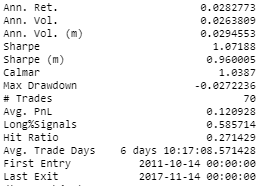 Ann. Ret. 0.0282773
Ann. Vol. 0.0263809
Ann. Vol. (m) 0.0294553
Sharpe 1.07188
Sharpe (m) 0.960005
Calmar 1.0387
Max Drawdown -0.0272236
# Trades 70
Avg. PnL 0.120928
Long%Signals 0.585714
Hit Ratio 0.271429
Avg. Trade Days 6 days 10:17:08.571428
First Entry 2011-10-14 00:00:00
Last Exit 2017-11-14 00:00:00